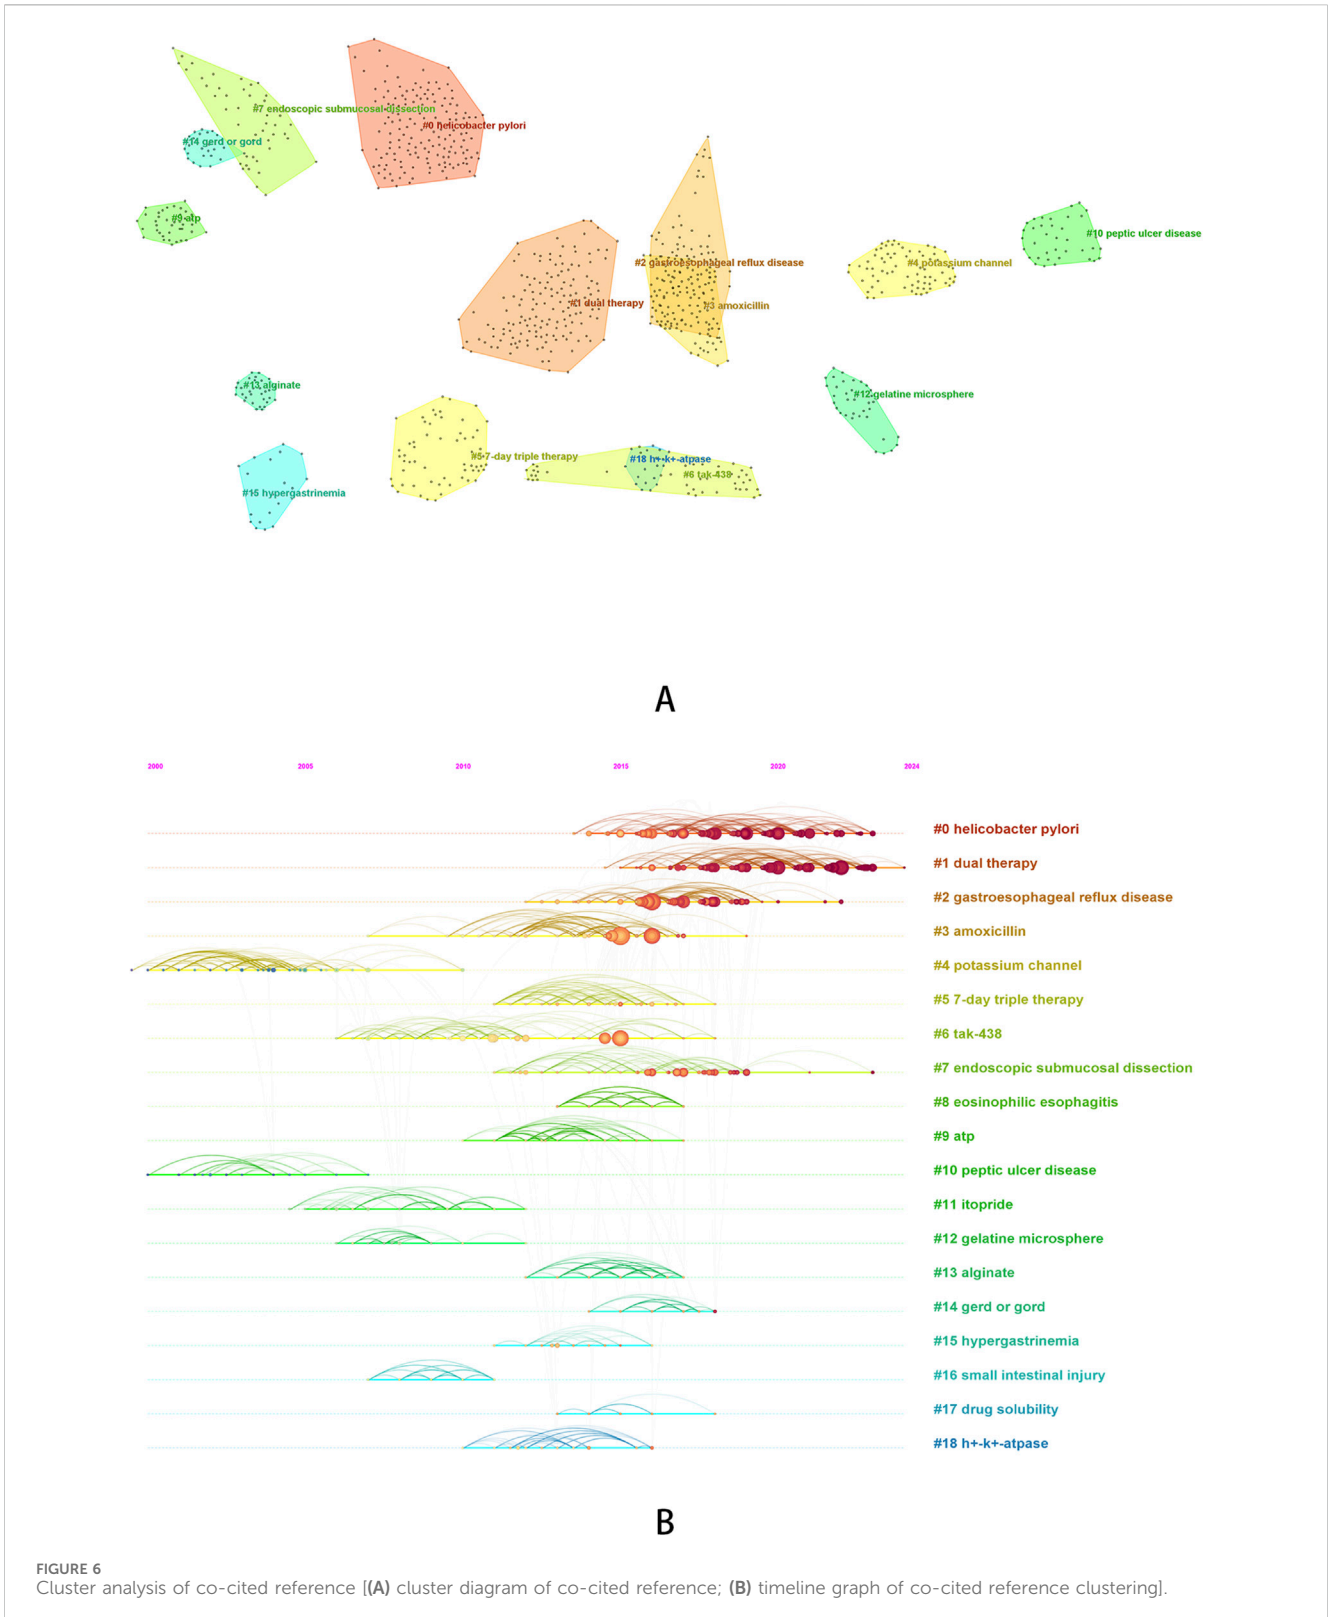 #7 endoscopic submucosal dissection
#0 helicobacter pylori
#14 gerd or gord
#9 atp
#10 peptic ulcer disease
#2 gastroesophageal reflux disease
#4 potassium channel
#1 dual therapy
#3 amoxicillin
#13 alginate
#12 gelatine microsphere
#5 7-day triple therapy
#18 h+-k+-atpase
#6 tak-438
#15 hypergastrinemia
A
2000 2005 2010 2015 2020 2024
#0 helicobacter pylori
#1 dual therapy
#2 gastroesophageal reflux disease
#3 amoxicillin
#4 potassium channel
#5 7-day triple therapy
#6 tak-438
#7 endoscopic submucosal dissection
#8 eosinophilic esophagitis
#9 atp
#10 peptic ulcer disease
#11 itopride
#12 gelatine microsphere
#13 alginate
#14 gerd or gord
#15 hypergastrinemia
#16 small intestinal injury
#17 drug solubility
#18 h+-k+-atpase
B
FIGURE 6
Cluster analysis of co-cited reference [(A) cluster diagram of co-cited reference; (B) timeline graph of co-cited reference clustering].